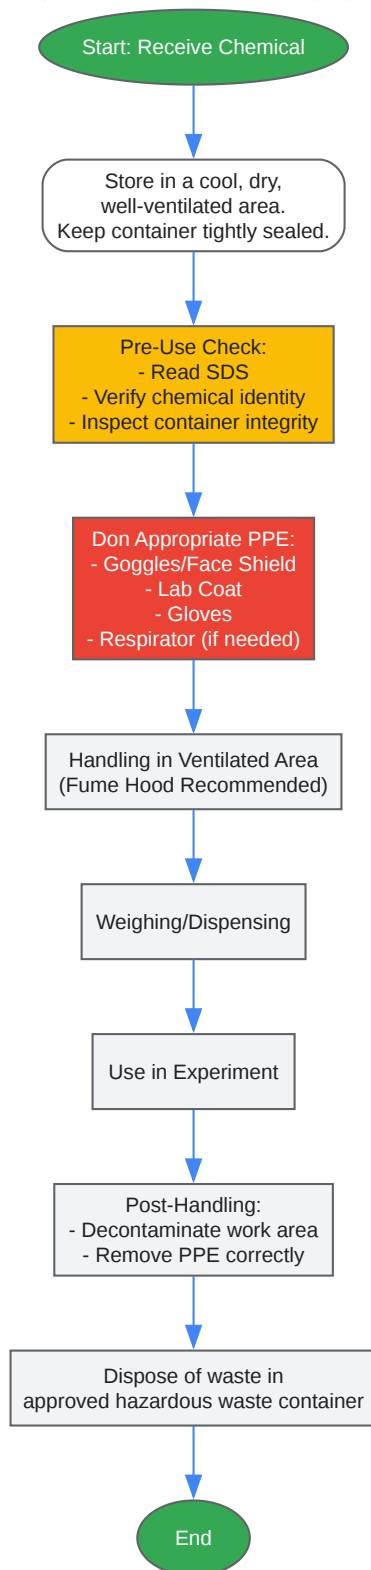 Start: Receive Chemical
Store in a cool, dry,
well-ventilated area.
Keep container tightly sealed.
Pre-Use Check:
- Read SDS
- Verify chemical identity
- Inspect container integrity
Don Appropriate PPE:
- Goggles/Face Shield
- Lab Coat
- Gloves
- Respirator (if needed)
Handling in Ventilated Area
(Fume Hood Recommended)
Weighing/Dispensing
Use in Experiment
Post-Handling:
- Decontaminate work area
- Remove PPE correctly
Dispose of waste in
approved hazardous waste container
End